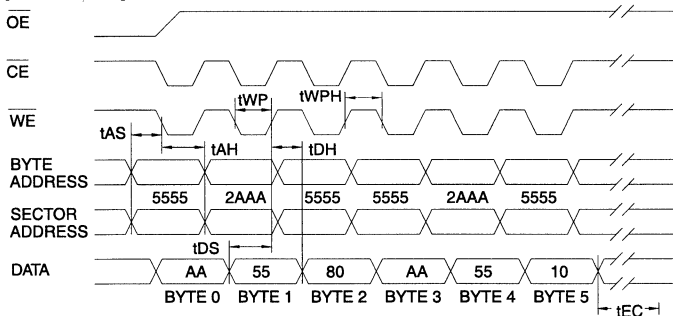 OE
CE
tWP
tWPH
WE
tAS
tAH
tDH
BYTE
ADDRESS
5555 2AAA 5555 5555 2AAA 5555
SECTOR
ADDRESS
tDS
DATA
AA 55 80 AA 55 10
BYTE 0 BYTE 1 BYTE 2 BYTE 3 BYTE 4 BYTE 5
tEC